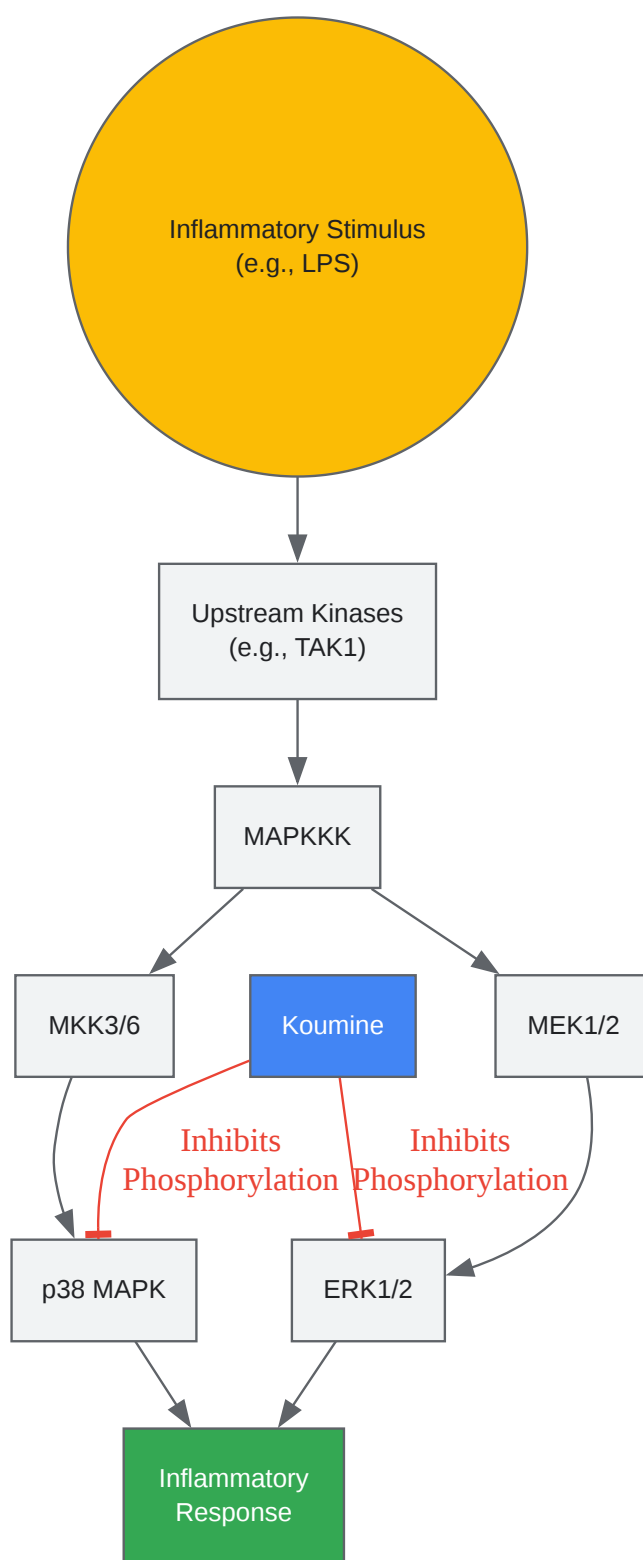 Inflammatory Stimulus
(e.g., LPS)
Upstream Kinases
(e.g., TAK1)
MAPKKK
MKK3/6
Koumine
MEK1/2
Inhibits
Phosphorylation
Inhibits
Phosphorylation
p38 MAPK
ERK1/2
Inflammatory
Response